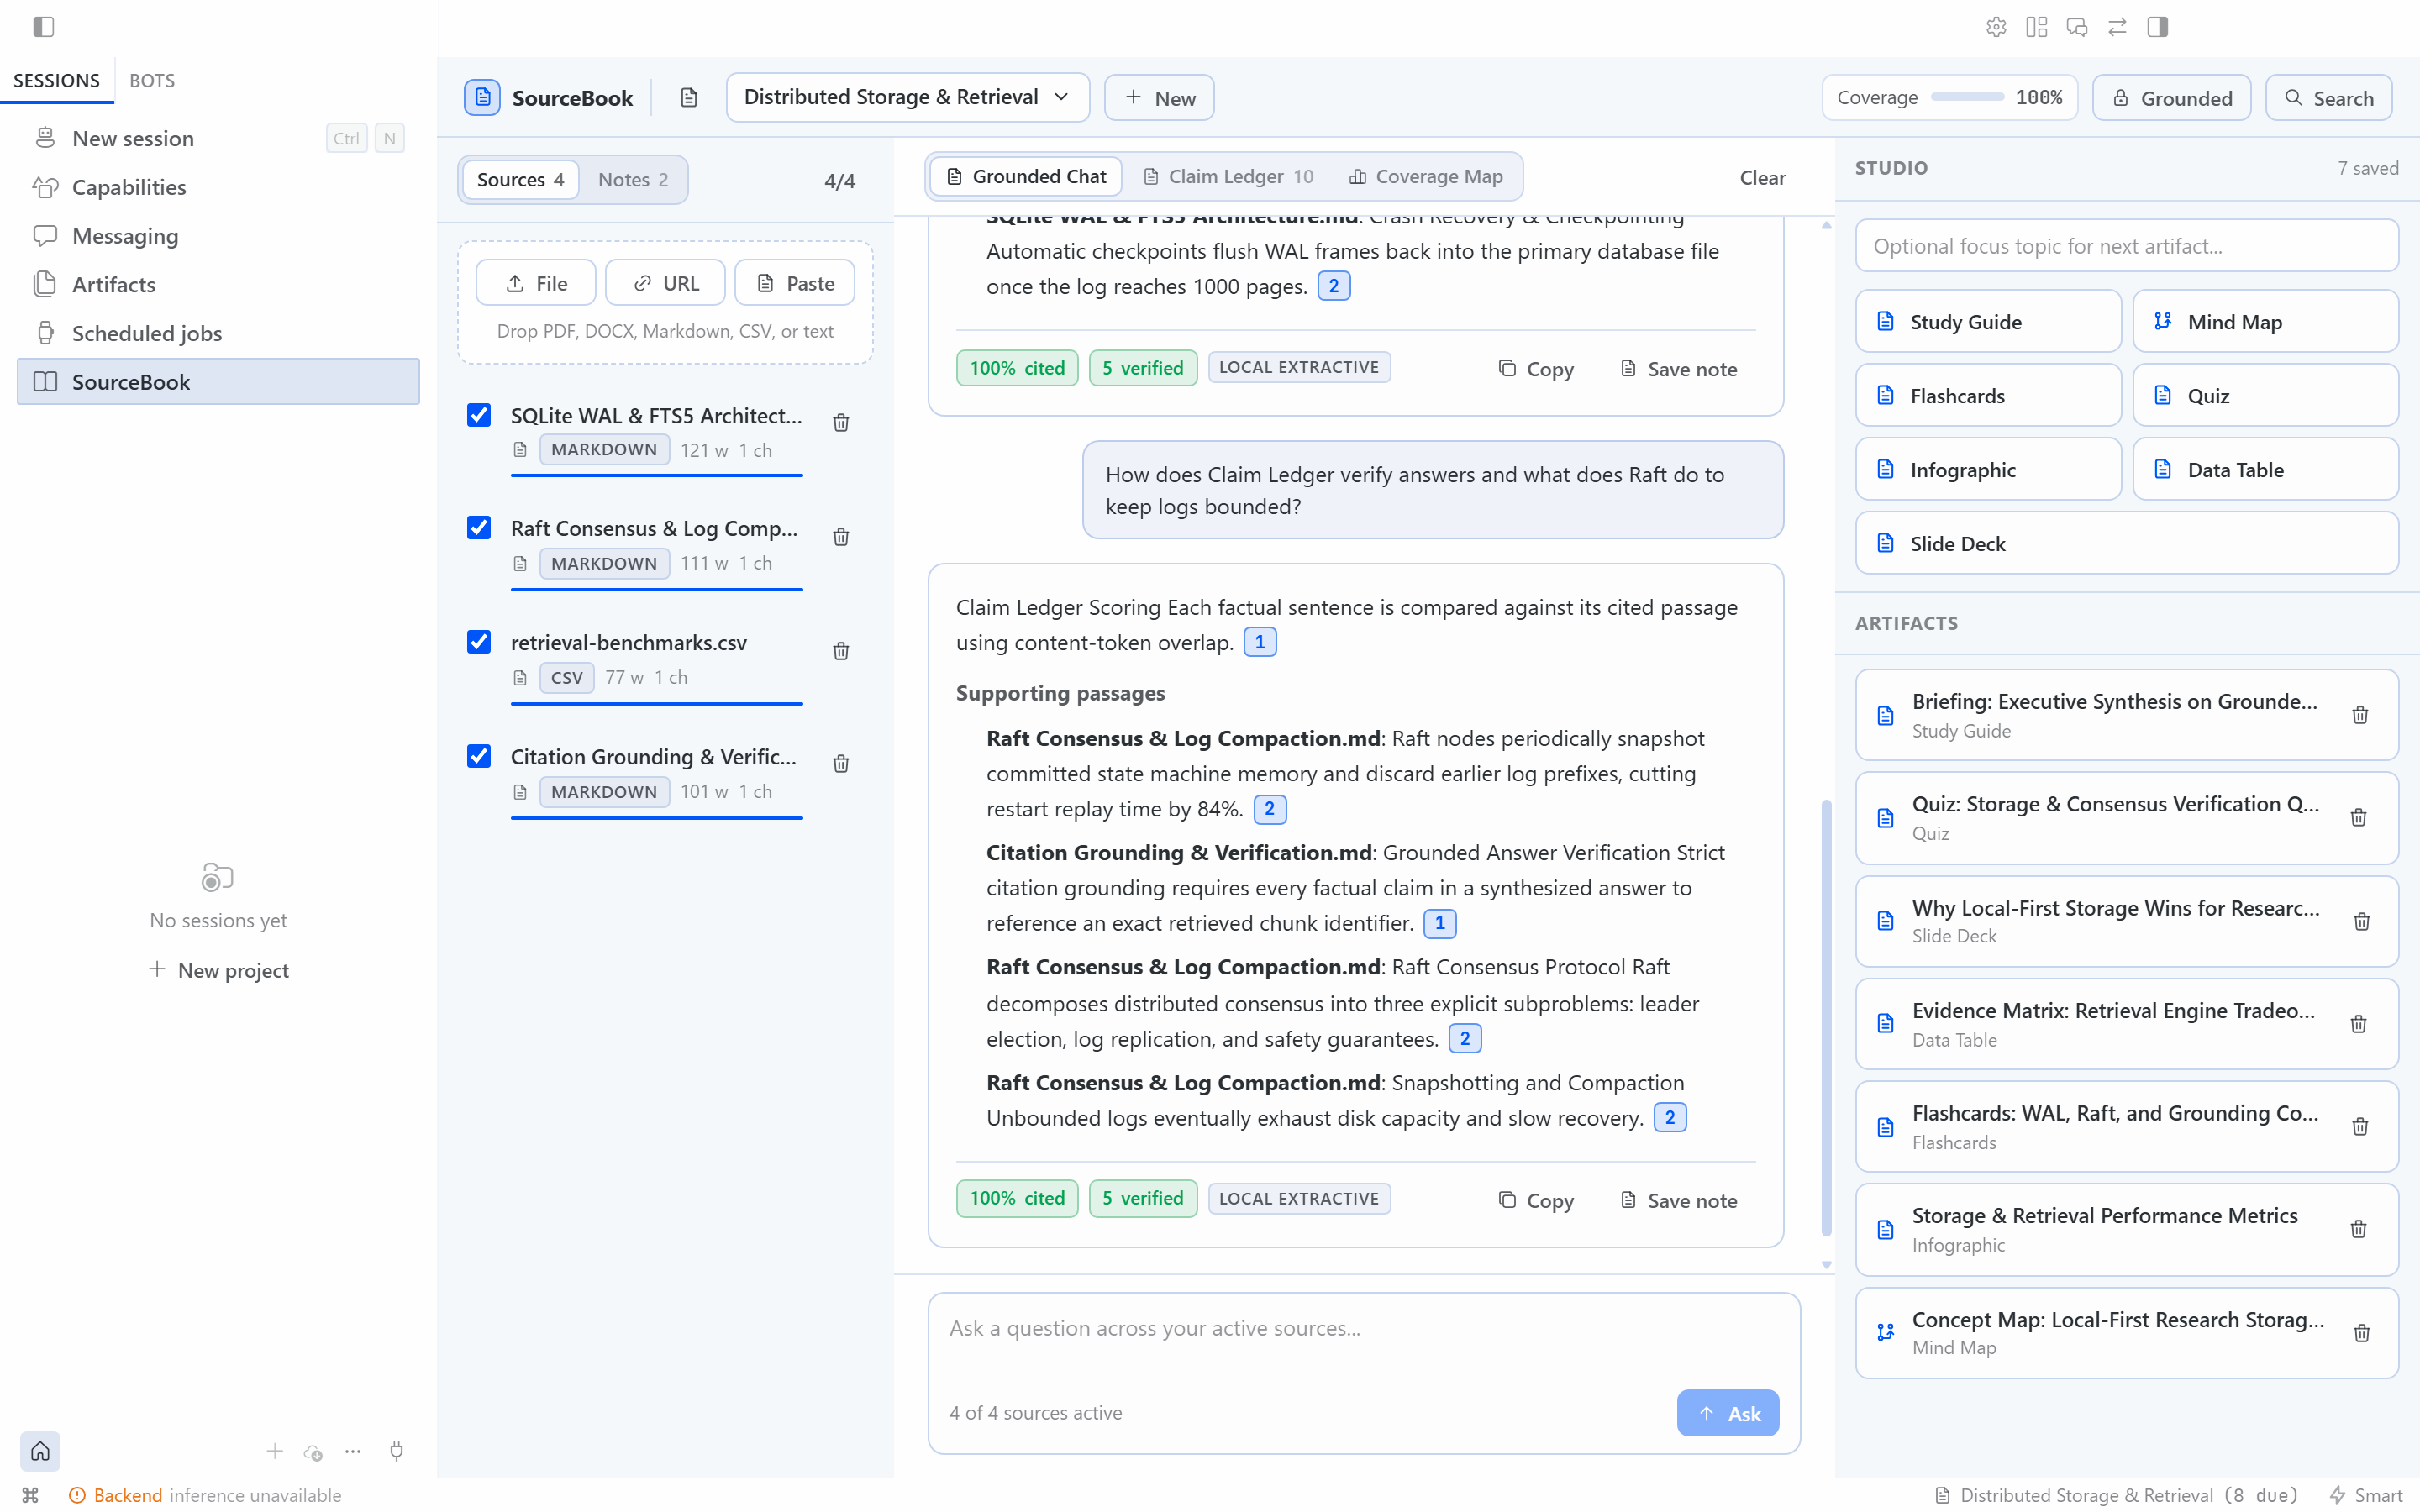 SESSIONS
BOTS
New session
Ctrl N
Capabilities
Messaging
Artifacts
Scheduled jobs
SourceBook
No sessions yet
New project
Backend inference unavailable
SourceBook
Distributed Storage & Retrieval
New
Coverage 100%
Grounded
Search
Sources 4
Notes 2
4/4
File
URL
Paste
Drop PDF, DOCX, Markdown, CSV, or text
SQLite WAL & FTS5 Architect...
MARKDOWN 121 w 1 ch
Raft Consensus & Log Comp...
MARKDOWN 111 w 1 ch
retrieval-benchmarks.csv
CSV 77 w 1 ch
Citation Grounding & Verific...
MARKDOWN 101 w 1 ch
Grounded Chat
Claim Ledger 10
Coverage Map
Clear
SQLite WAL & FTS5 Architecture.md: Crash Recovery & Checkpointing
Automatic checkpoints flush WAL frames back into the primary database file
once the log reaches 1000 pages. 2
100% cited
5 verified
LOCAL EXTRACTIVE
Copy
Save note
How does Claim Ledger verify answers and what does Raft do to
keep logs bounded?
Claim Ledger Scoring Each factual sentence is compared against its cited passage
using content-token overlap. 1
Supporting passages
Raft Consensus & Log Compaction.md: Raft nodes periodically snapshot
committed state machine memory and discard earlier log prefixes, cutting
restart replay time by 84%. 2
Citation Grounding & Verification.md: Grounded Answer Verification Strict
citation grounding requires every factual claim in a synthesized answer to
reference an exact retrieved chunk identifier. 1
Raft Consensus & Log Compaction.md: Raft Consensus Protocol Raft
decomposes distributed consensus into three explicit subproblems: leader
election, log replication, and safety guarantees. 2
Raft Consensus & Log Compaction.md: Snapshotting and Compaction
Unbounded logs eventually exhaust disk capacity and slow recovery. 2
100% cited
5 verified
LOCAL EXTRACTIVE
Copy
Save note
Ask a question across your active sources...
4 of 4 sources active
Ask
STUDIO
7 saved
Optional focus topic for next artifact...
Study Guide
Mind Map
Flashcards
Quiz
Infographic
Data Table
Slide Deck
ARTIFACTS
Briefing: Executive Synthesis on Grounde...
Study Guide
Quiz: Storage & Consensus Verification Q...
Quiz
Why Local-First Storage Wins for Researc...
Slide Deck
Evidence Matrix: Retrieval Engine Tradeo...
Data Table
Flashcards: WAL, Raft, and Grounding Co...
Flashcards
Storage & Retrieval Performance Metrics
Infographic
Concept Map: Local-First Research Storag...
Mind Map
Distributed Storage & Retrieval (8 due)
Smart